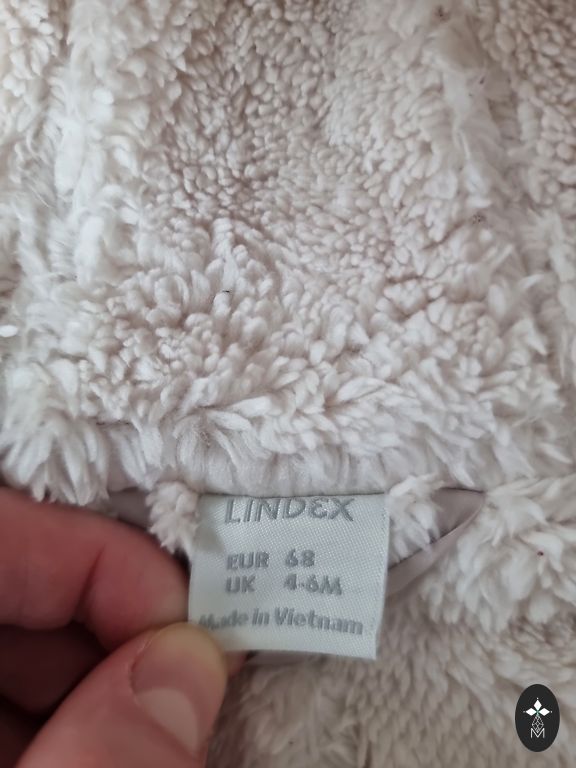 LINDEX
EUR 68
UK 4-6M
Made in Vietnam
M